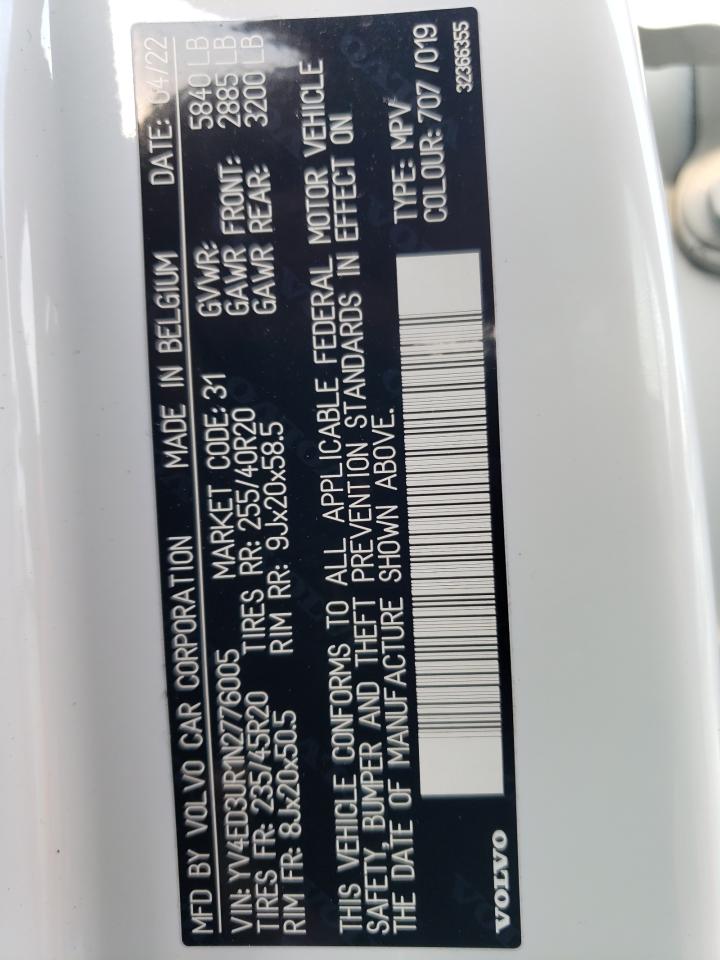 MFD BY VOLVO CAR CORPORATION MADE IN BELGIUM DATE: 04/22
VIN: YV4ED3UR1N2776005 MARKET CODE: 31 GVWR: 5840 LB
TIRES FR: 235/45R20 TIRES RR: 255/40R20 GAWR FRONT: 2885 LB
RIM FR: 8Jx20x50.5 RIM RR: 9Jx20x58.5 GAWR REAR: 3200 LB
THIS VEHICLE CONFORMS TO ALL APPLICABLE FEDERAL MOTOR VEHICLE
SAFETY, BUMPER AND THEFT PREVENTION STANDARDS IN EFFECT ON
THE DATE OF MANUFACTURE SHOWN ABOVE.
TYPE: MPV
COLOUR: 707 /019
VOLVO
32366355